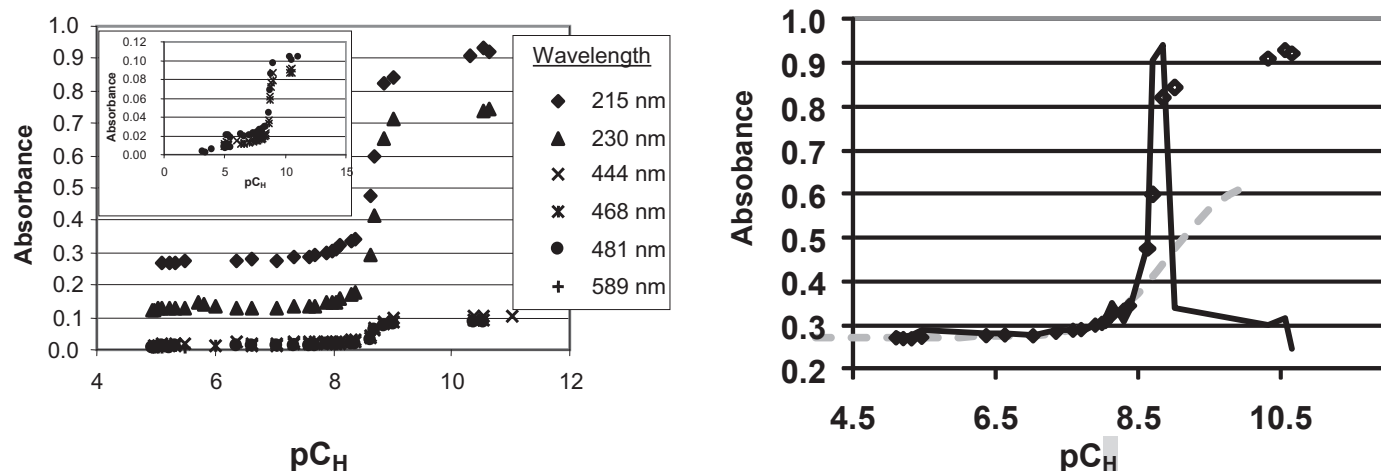 1.0
0.9
0.8
0.7
0.6
0.5
0.4
0.3
0.2
0.1
0.0
Absorbance
4 6 8 10 12
pCH
0.12
0.10
0.08
0.06
0.04
0.02
0.00
Absorbance
0 5 10 15
pCH
Wavelength
215 nm
230 nm
444 nm
468 nm
481 nm
589 nm
1.0
0.9
0.8
0.7
0.6
0.5
0.4
0.3
0.2
Absobance
4.5 6.5 8.5 10.5
pCH